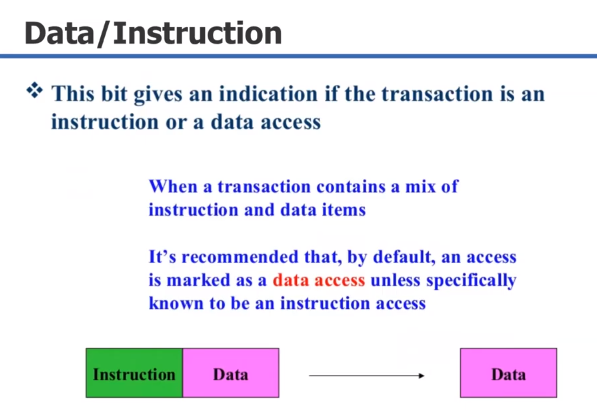 Data/Instruction
❖ This bit gives an indication if the transaction is an
instruction or a data access
When a transaction contains a mix of
instruction and data items
It's recommended that, by default, an access
is marked as a data access unless specifically
known to be an instruction access
Instruction Data Data